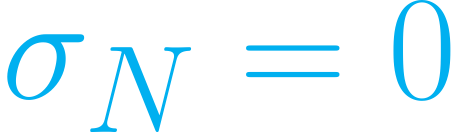 σ_N = 0